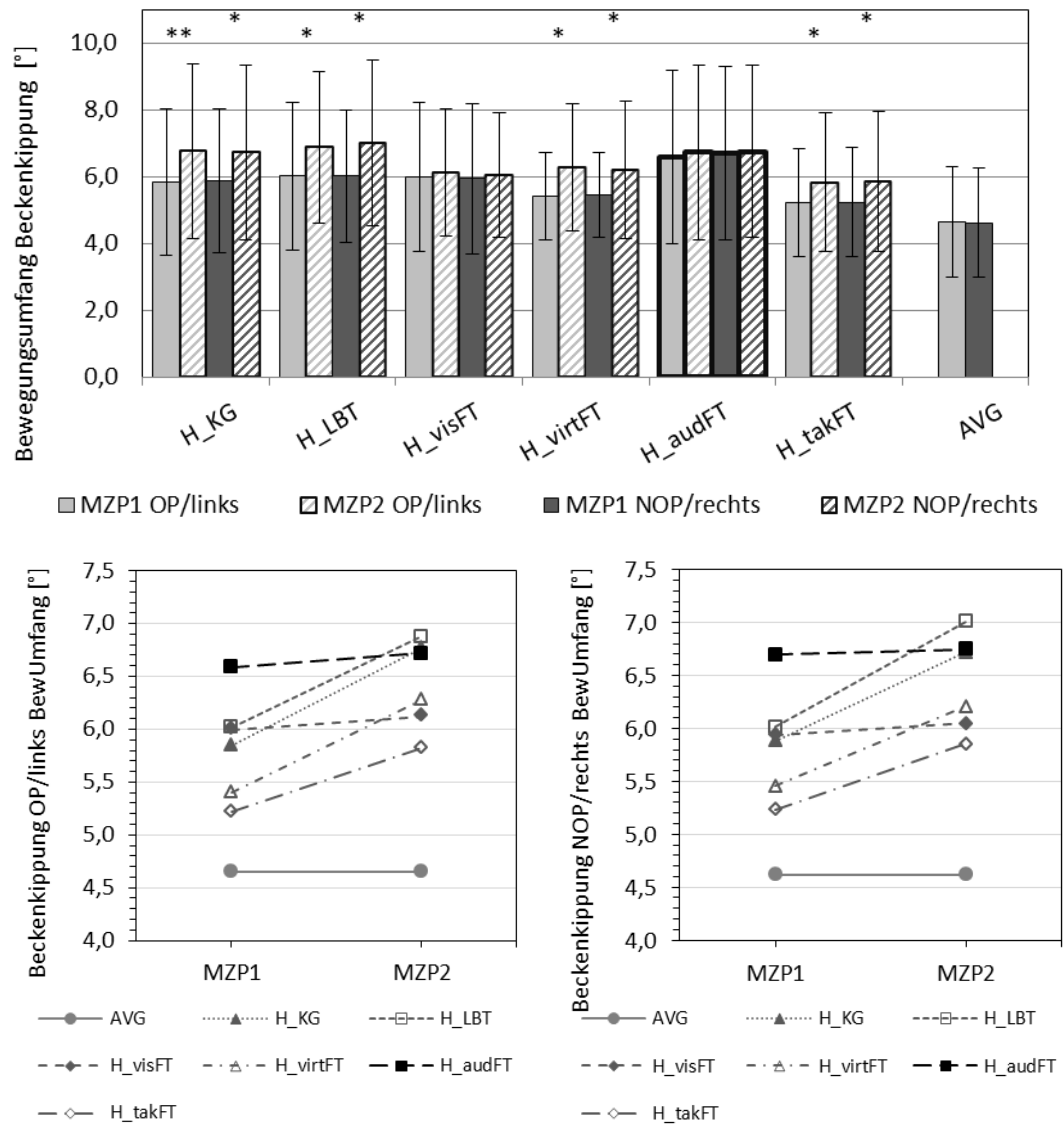 Bewegungsumfang Beckenkippung [°]
** * * * * * * *
10,0
8,0
6,0
4,0
2,0
0,0
H_KG H_LBT H_visFT H_virtFT H_audFT H_takFT AVG
MZP1 OP/links MZP2 OP/links MZP1 NOP/rechts MZP2 NOP/rechts
Beckenkippung OP/links BewUmfang [°]
7,5
7,0
6,5
6,0
5,5
5,0
4,5
4,0
MZP1 MZP2
AVG H_KG H_LBT
H_visFT H_virtFT H_audFT
H_takFT
Beckenkippung NOP/rechts BewUmfang [°]
7,5
7,0
6,5
6,0
5,5
5,0
4,5
4,0
MZP1 MZP2
AVG H_KG H_LBT
H_visFT H_virtFT H_audFT
H_takFT